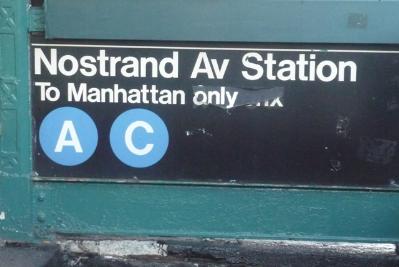 Nostrand Av Station
To Manhattan only
A C